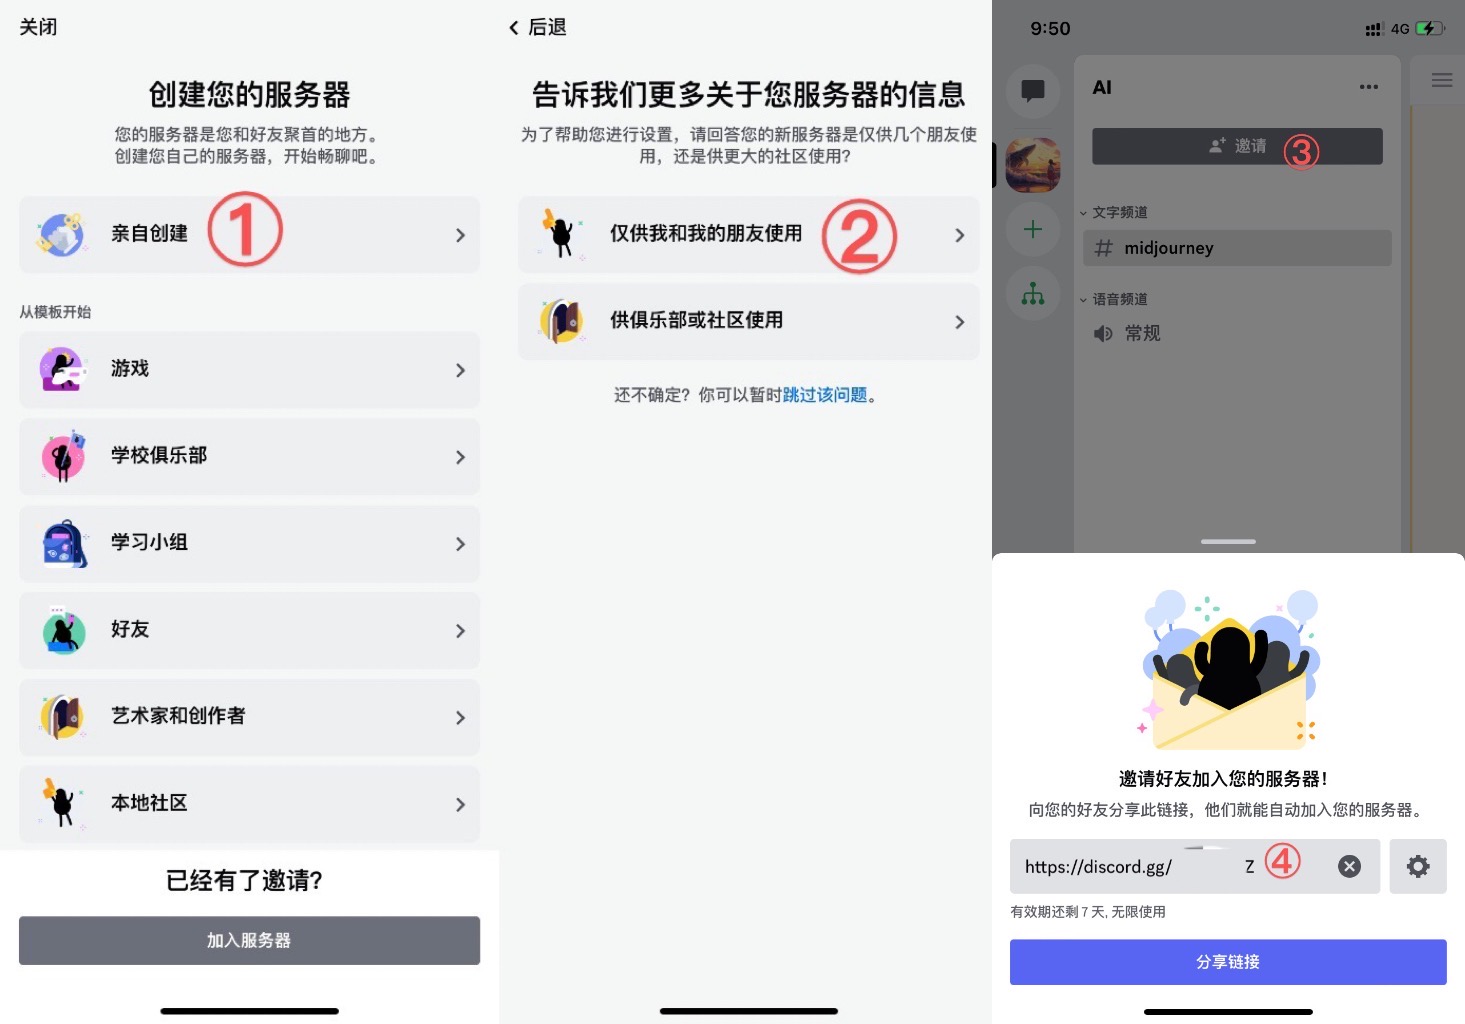 关闭
创建您的服务器
您的服务器是您和好友聚首的地方。
创建您自己的服务器，开始畅聊吧。
亲自创建
①
从模板开始
游戏
学校俱乐部
学习小组
好友
艺术家和创作者
本地社区
已经有了邀请?
加入服务器
后退
告诉我们更多关于您服务器的信息
为了帮助您进行设置，请回答您的新服务器是仅供几个朋友使
用，还是供更大的社区使用?
仅供我和我的朋友使用
②
供俱乐部或社区使用
还不确定？你可以暂时跳过该问题。
9:50
4G
AI
邀请
③
文字频道
# midjourney
语音频道
常规
邀请好友加入您的服务器!
向您的好友分享此链接，他们就能自动加入您的服务器。
https://discord.gg/ Z
④
有效期还剩 7 天, 无限使用
分享链接